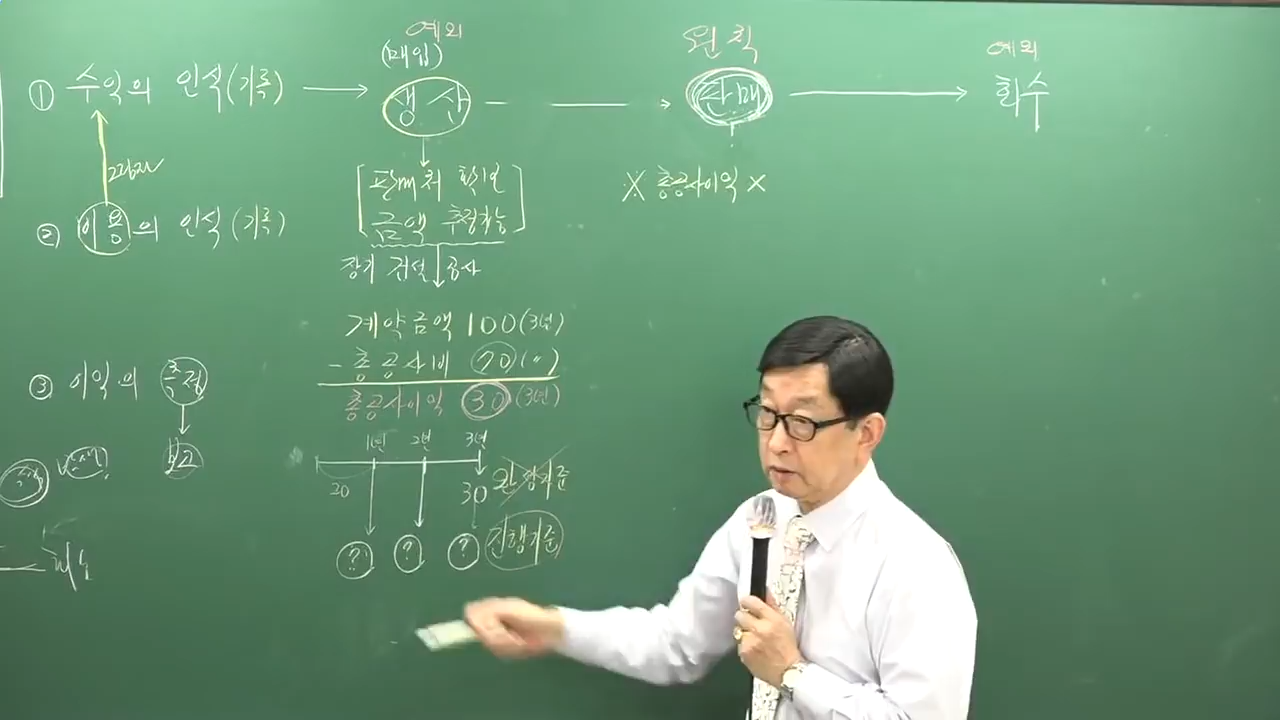 예외
원칙
예외
(매입)
① 수익의 인식(기록) → 생산 → 판매 → 회수
판매처 확인
※ 총공사이익 ×
금액 추정가능
② 비용의 인식(기록)
장기 건설공사
계약금액 100(3년)
- 총공사비 70(〃)
③ 이익의 측정
총공사이익 30(3년)
보고
1년 2년 3년
20
30 완성기준
? ? ? 진행기준